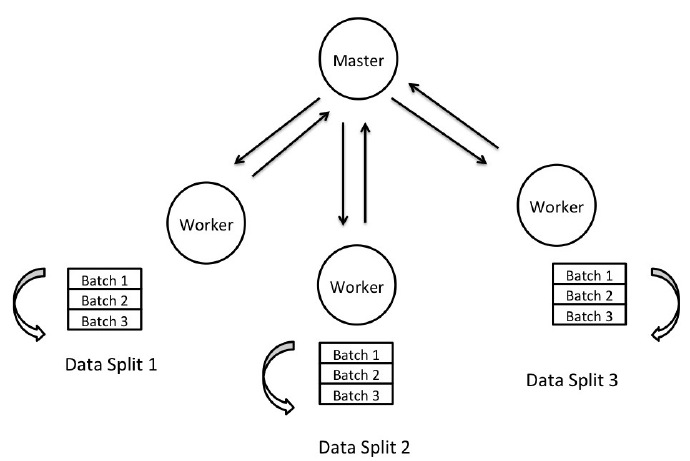 Master
Worker
Worker
Worker
Batch 1
Batch 2
Batch 3
Data Split 1
Batch 1
Batch 2
Batch 3
Data Split 2
Batch 1
Batch 2
Batch 3
Data Split 3